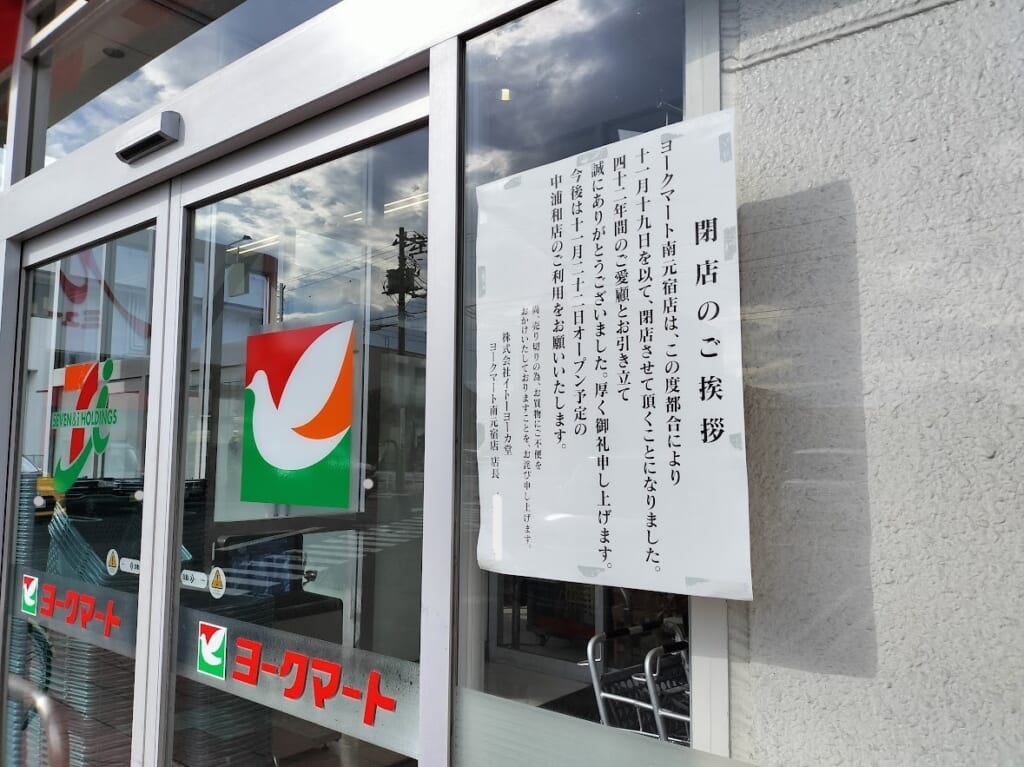 閉店のご挨拶
ヨークマート南元宿店は、この度都合により
十一月十九日を以て、閉店させて頂くことになりました。
四十二年間のご愛顧とお引き立て
誠にありがとうございました。厚く御礼申し上げます。
今後は十一月二十二日オープン予定の
中浦和店のご利用をお願いいたします。
尚、売り切りの為、お買物にご不便を
おかけいたしておりますことを、お詫び申し上げます。
株式会社イトーヨーカ堂
ヨークマート南元宿店 店長
SEVEN & i HOLDINGS
ヨークマート
ヨークマート